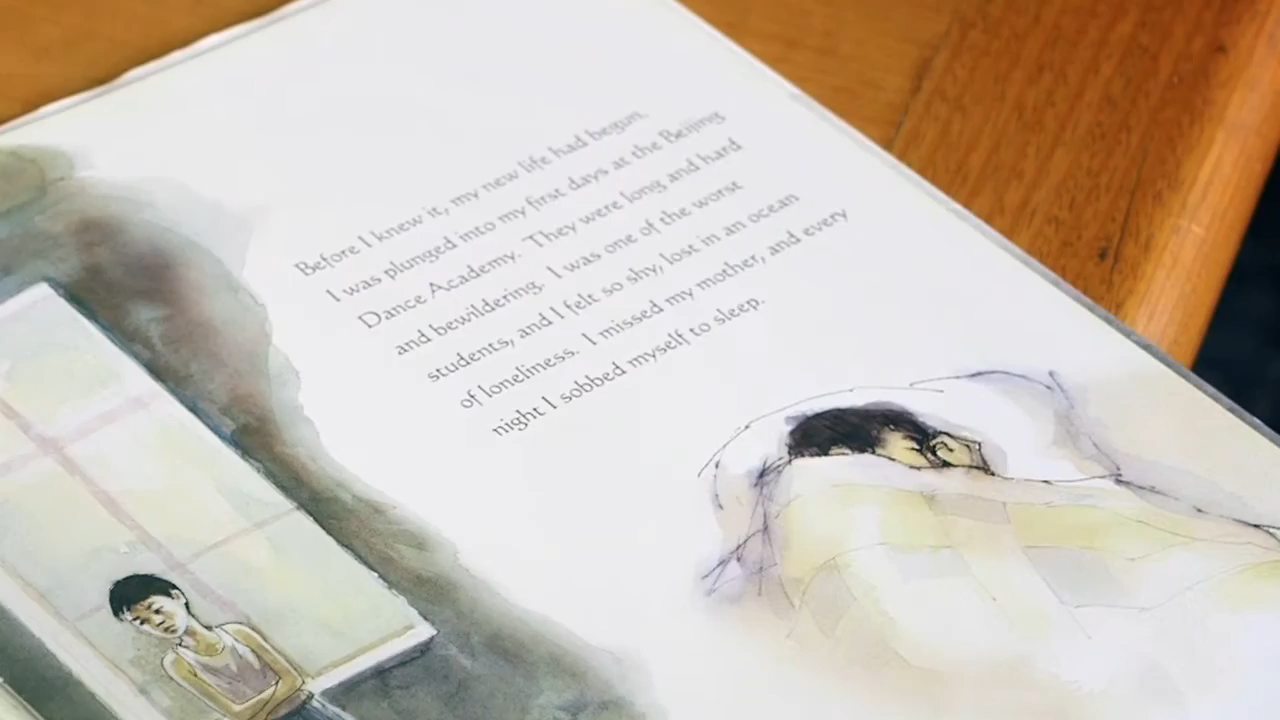 Before I knew it, my new life had begun.
I was plunged into my first days at the Beijing
Dance Academy. They were long and hard
and bewildering. I was one of the worst
students, and I felt so shy, lost in an ocean
of loneliness. I missed my mother, and every
night I sobbed myself to sleep.